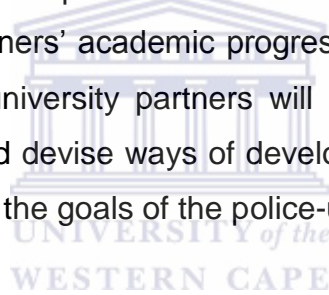 ners’ academic progres
university partners will
d devise ways of develo
the goals of the police-u
UNIVERSITY of the
WESTERN CAPE